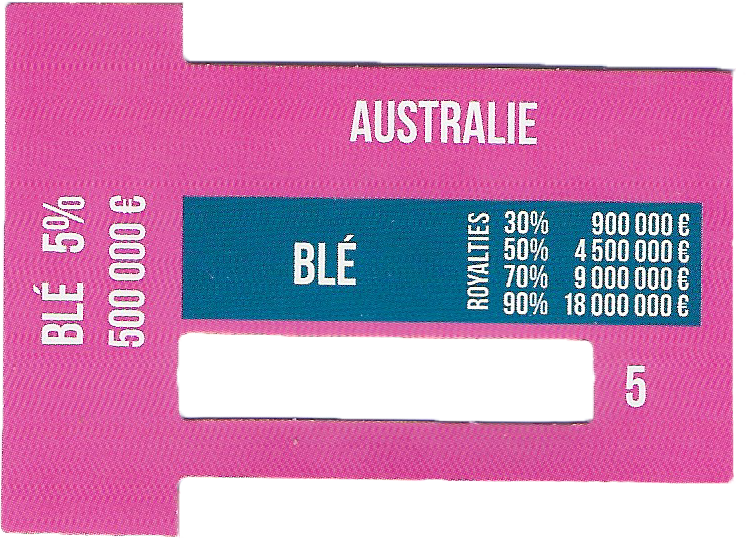 AUSTRALIE
BLÉ 5%
500 000 €
BLÉ
ROYALTIES
30% 900 000 €
50% 4 500 000 €
70% 9 000 000 €
90% 18 000 000 €
5